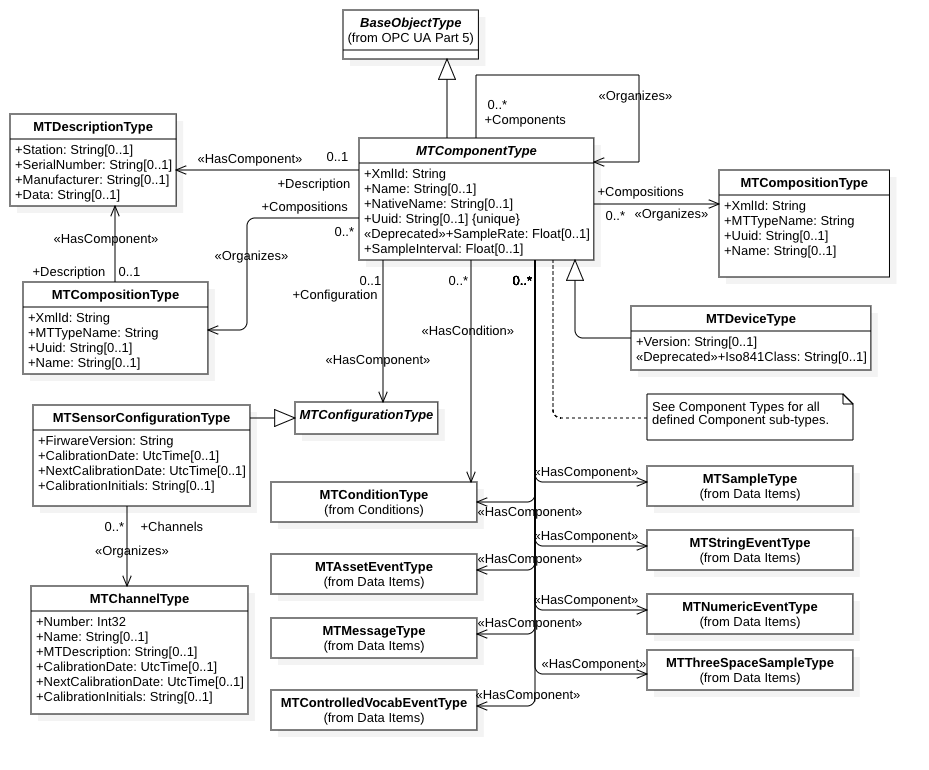 BaseObjectType
(from OPC UA Part 5)
«Organizes»
0..*
+Components
MTDescriptionType
+Station: String[0..1]
+SerialNumber: String[0..1]
+Manufacturer: String[0..1]
+Data: String[0..1]
«HasComponent»
0..1
+Description
MTComponentType
+XmlId: String
+Name: String[0..1]
+NativeName: String[0..1]
+Uuid: String[0..1] {unique}
«Deprecated»+SampleRate: Float[0..1]
+SampleInterval: Float[0..1]
+Compositions
0..*
«Organizes»
MTCompositionType
+XmlId: String
+MTTypeName: String
+Uuid: String[0..1]
+Name: String[0..1]
+Compositions
0..*
«Organizes»
«HasComponent»
+Description
0..1
MTCompositionType
+XmlId: String
+MTTypeName: String
+Uuid: String[0..1]
+Name: String[0..1]
0..1
+Configuration
«HasComponent»
0..*
«HasCondition»
0..*
MTDeviceType
+Version: String[0..1]
«Deprecated»+Iso841Class: String[0..1]
See Component Types for all
defined Component sub-types.
MTSensorConfigurationType
+FirwareVersion: String
+CalibrationDate: UtcTime[0..1]
+NextCalibrationDate: UtcTime[0..1]
+CalibrationInitials: String[0..1]
MTConfigurationType
0..*
+Channels
«Organizes»
MTChannelType
+Number: Int32
+Name: String[0..1]
+MTDescription: String[0..1]
+CalibrationDate: UtcTime[0..1]
+NextCalibrationDate: UtcTime[0..1]
+CalibrationInitials: String[0..1]
MTConditionType
(from Conditions)
«HasComponent»
MTAssetEventType
(from Data Items)
«HasComponent»
MTMessageType
(from Data Items)
«HasComponent»
MTControlledVocabEventType
(from Data Items)
«HasComponent»
«HasComponent»
MTSampleType
(from Data Items)
«HasComponent»
MTStringEventType
(from Data Items)
«HasComponent»
MTNumericEventType
(from Data Items)
«HasComponent»
MTThreeSpaceSampleType
(from Data Items)